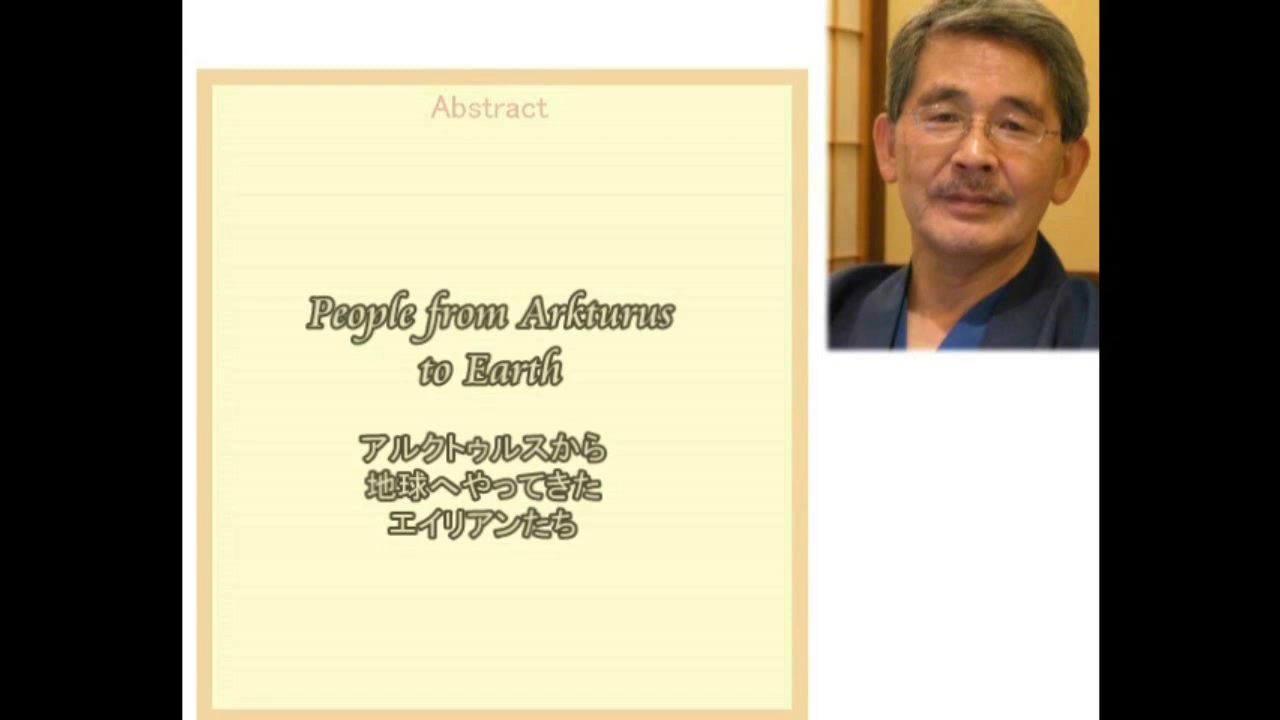 Abstract
People from Arkturus
to Earth
アルクトゥルスから
地球へやってきた
エイリアンたち